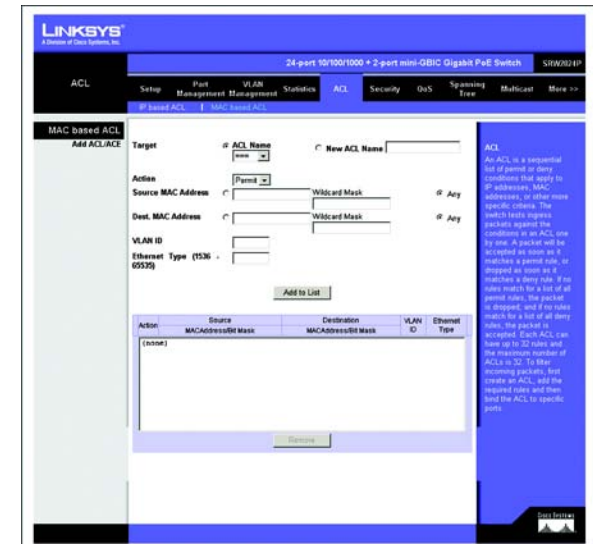 LINKSYS®
A Division of Cisco Systems, Inc.
24-port 10/100/1000 + 2-port mini-GBIC Gigabit PoE Switch SRW2024P
ACL
Setup Port Management VLAN Management Statistics ACL Security QoS Spanning Tree Multicast More >>
IP based ACL | MAC based ACL
MAC based ACL
Add ACL/ACE
Target ACL Name New ACL Name
===
Action Permit
Source MAC Address Wildcard Mask Any
Dest. MAC Address Wildcard Mask Any
VLAN ID
Ethernet Type (1536 - 65535)
Add to List
Action Source MACAddress/Bit Mask Destination MACAddress/Bit Mask VLAN ID Ethernet Type
(none)
Remove
ACL
An ACL is a sequential
list of permit or deny
conditions that apply to
IP addresses, MAC
addresses, or other more
specific criteria. The
switch tests ingress
packets against the
conditions in an ACL one
by one. A packet will be
accepted as soon as it
matches a permit rule, or
dropped as soon as it
matches a deny rule. If no
rules match for a list of all
permit rules, the packet
is dropped; and if no rules
match for a list of all deny
rules, the packet is
accepted. Each ACL can
have up to 32 rules and
the maximum number of
ACLs is 32. To filter
incoming packets, first
create an ACL, add the
required rules and then
bind the ACL to specific
ports
CISCO SYSTEMS